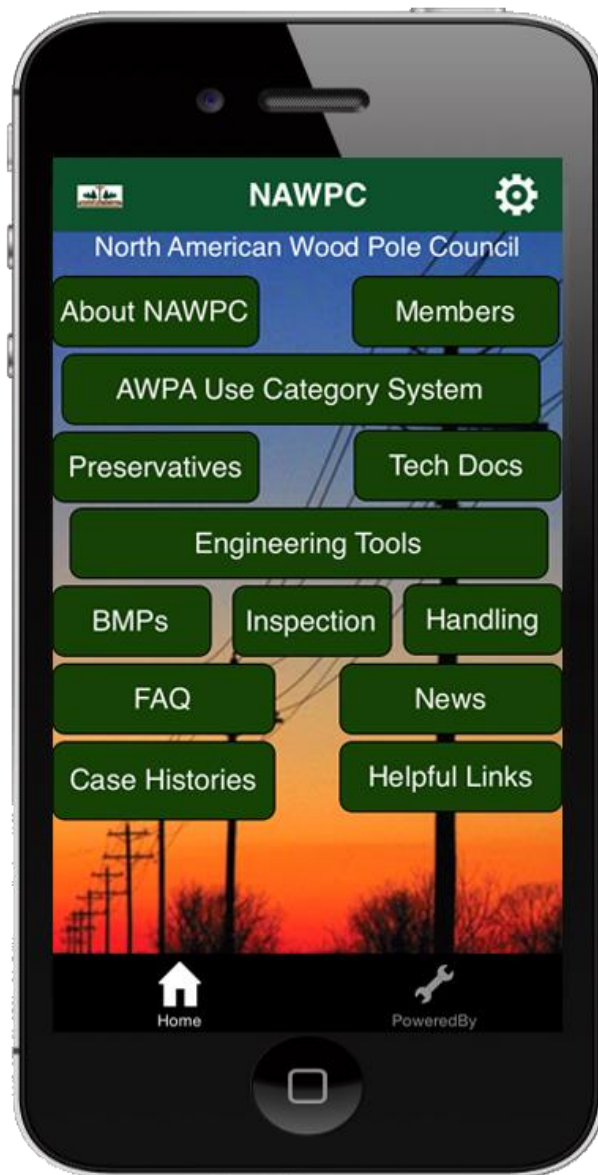 NAWPC
North American Wood Pole Council
About NAWPC
Members
AWPA Use Category System
Preservatives
Tech Docs
Engineering Tools
BMPs
Inspection
Handling
FAQ
News
Case Histories
Helpful Links
Home
PoweredBy